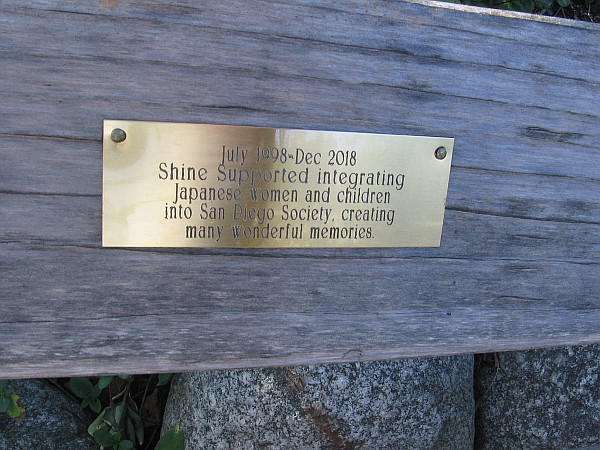 July 1998-Dec 2018
Shine Supported integrating
Japanese women and children
into San Diego Society, creating
many wonderful memories.